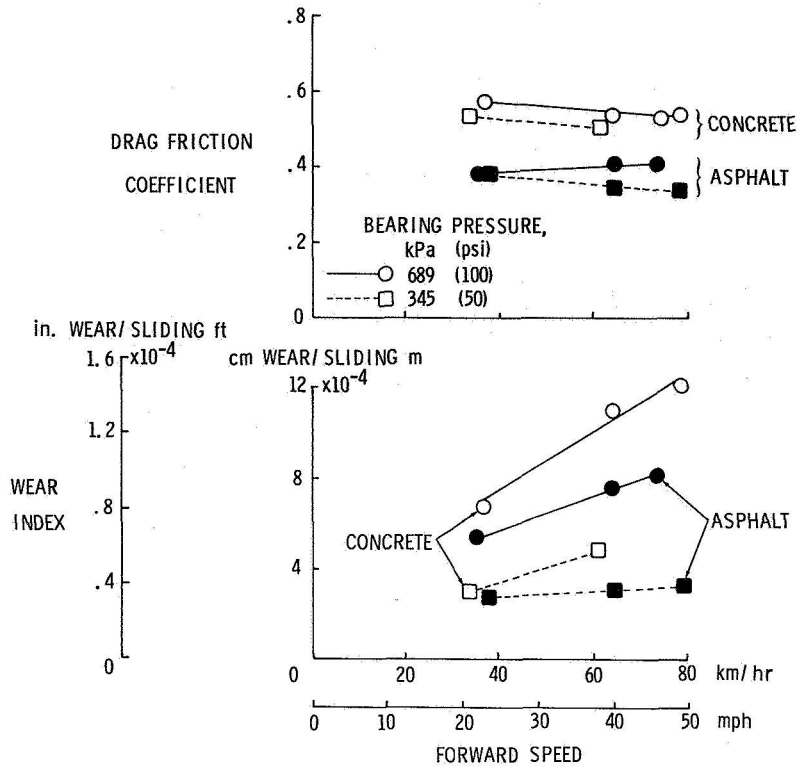 .8
.6
DRAG FRICTION
COEFFICIENT
.4
.2
0
} CONCRETE
} ASPHALT
BEARING PRESSURE,
kPa (psi)
689 (100)
345 (50)
in. WEAR/SLIDING ft
1.6 x10-4
1.2
.8
.4
0
WEAR
INDEX
cm WEAR/SLIDING m
12 x10-4
8
4
CONCRETE
ASPHALT
0 20 40 60 80 km/hr
0 10 20 30 40 50 mph
FORWARD SPEED